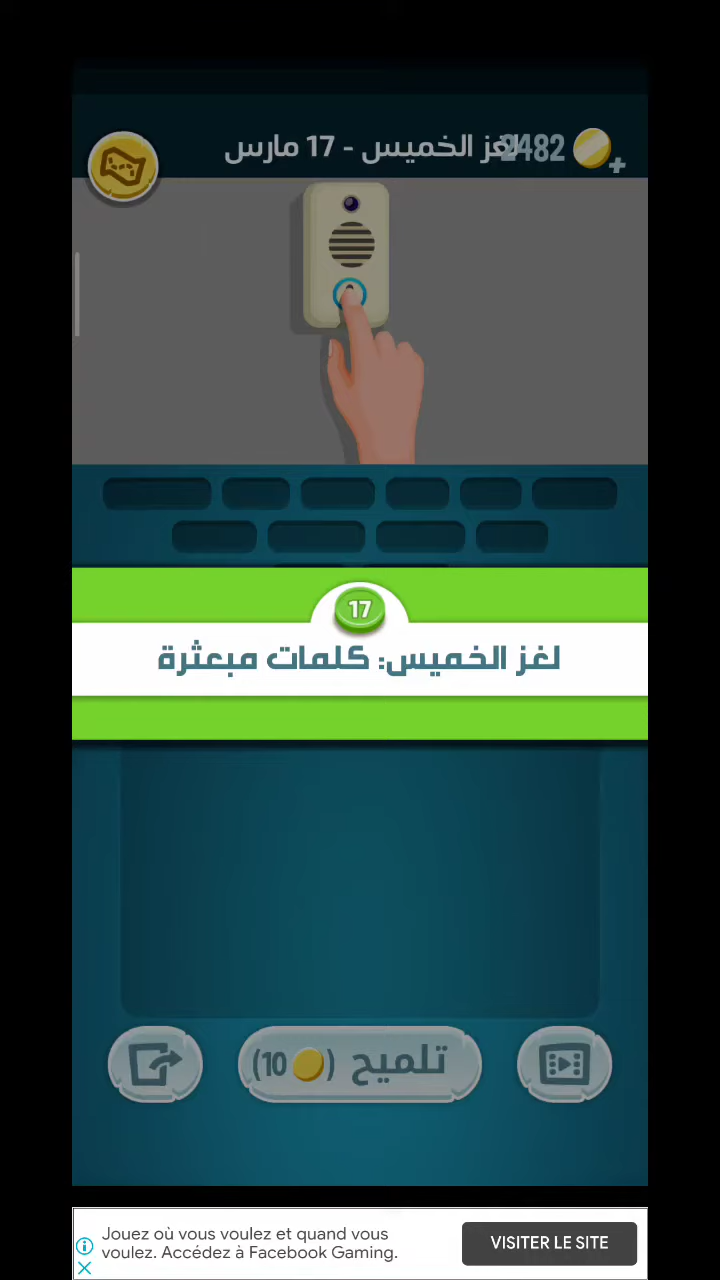 لغز الخميس - 17 مارس
2482
17
لغز الخميس: كلمات مبعثرة
تلميح (10)
Jouez où vous voulez et quand vous
voulez. Accédez à Facebook Gaming.
VISITER LE SITE